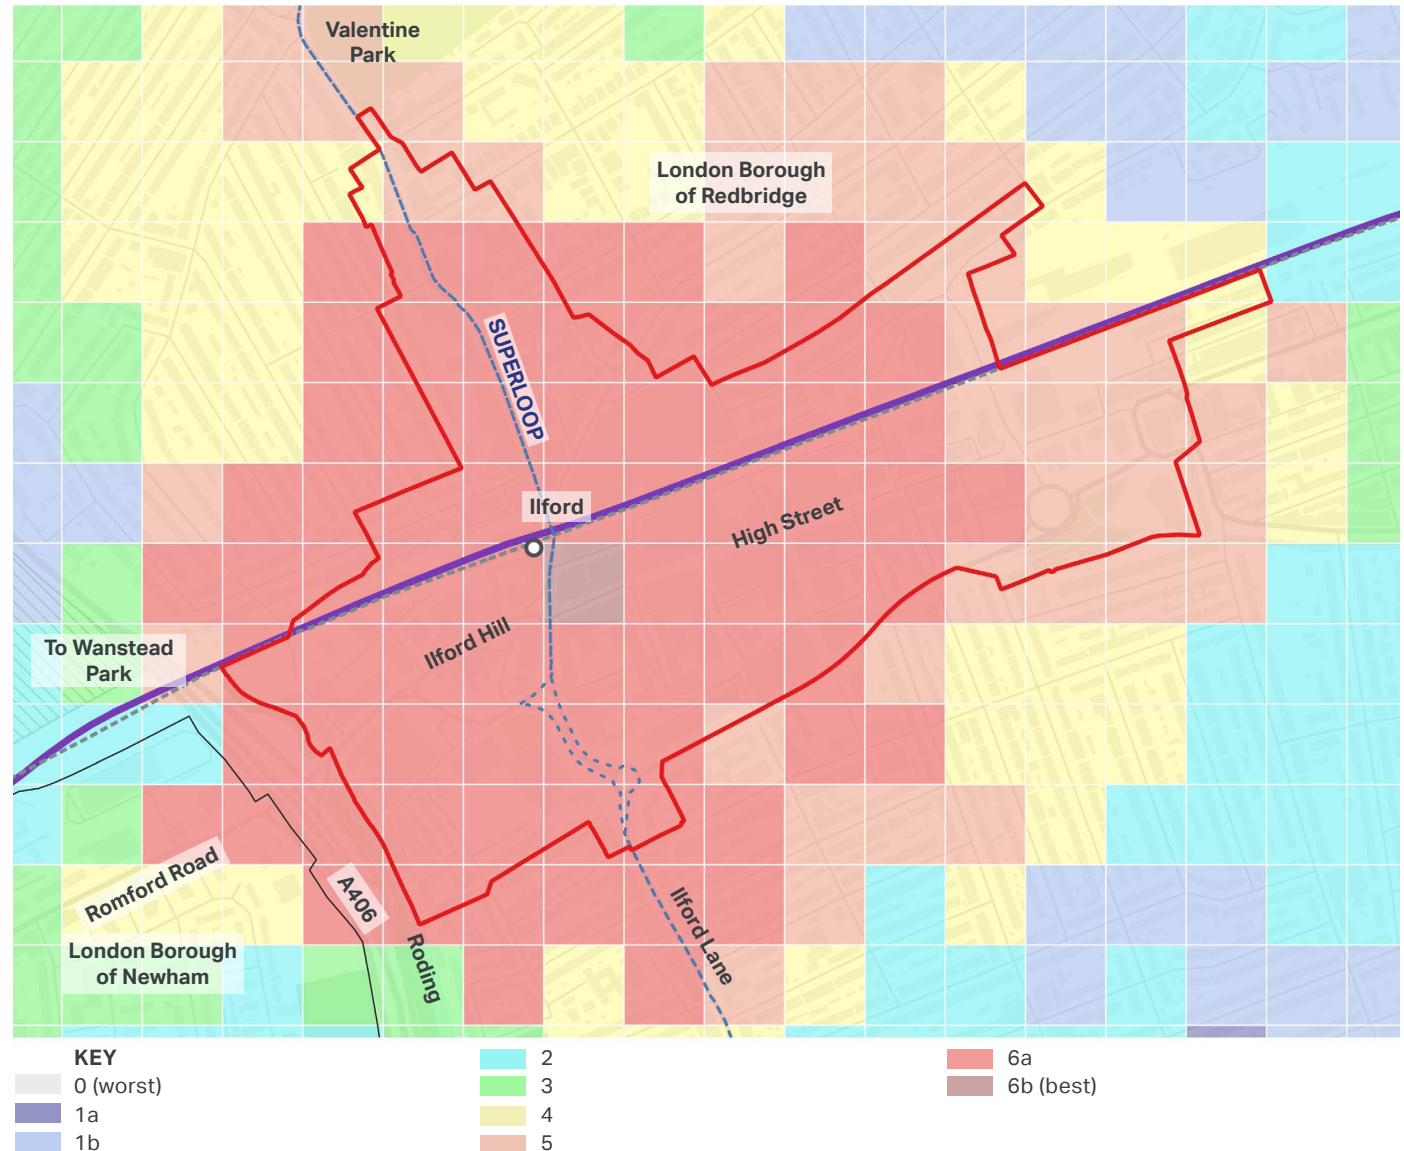 Valentine
Park
London Borough
of Redbridge
SUPERLOOP
Ilford
High Street
Ilford Hill
To Wanstead
Park
Romford Road
A406
Ilford Lane
Roding
London Borough
of Newham
KEY
0 (worst)
1a
1b
2
3
4
5
6a
6b (best)